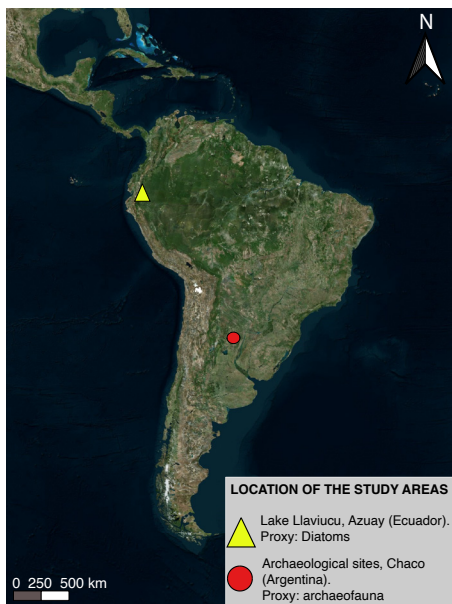 N
LOCATION OF THE STUDY AREAS
Lake Llaviucu, Azuay (Ecuador).
Proxy: Diatoms
Archaeological sites, Chaco
(Argentina).
Proxy: archaeofauna
0 250 500 km